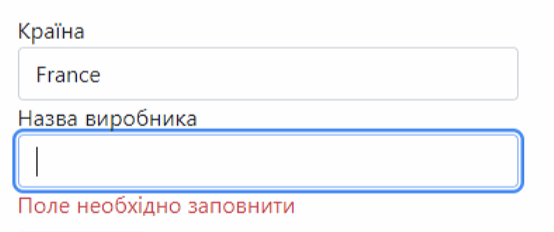 Країна
France
Назва виробника
Поле необхідно заповнити